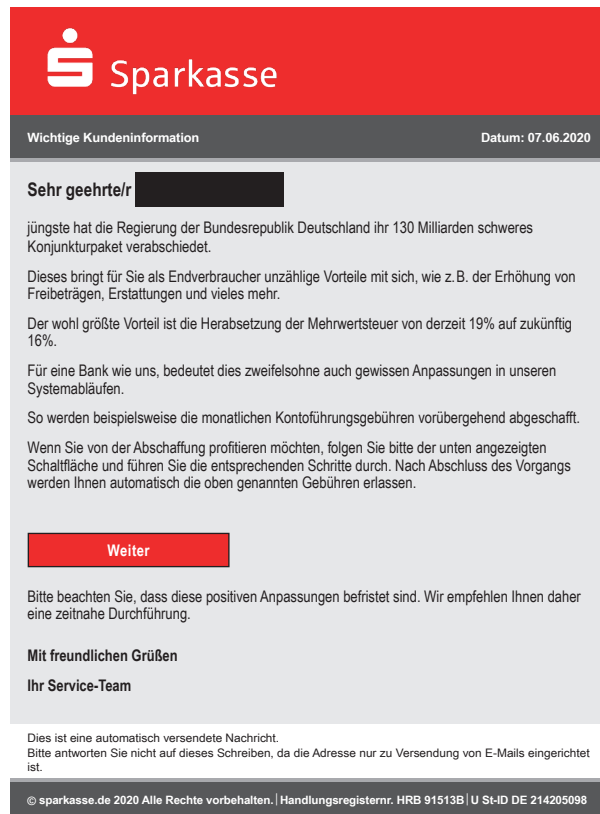 Sparkasse
Wichtige Kundeninformation Datum: 07.06.2020
Sehr geehrte/r
jüngste hat die Regierung der Bundesrepublik Deutschland ihr 130 Milliarden schweres
Konjunkturpaket verabschiedet.
Dieses bringt für Sie als Endverbraucher unzählige Vorteile mit sich, wie z.B. der Erhöhung von
Freibeträgen, Erstattungen und vieles mehr.
Der wohl größte Vorteil ist die Herabsetzung der Mehrwertsteuer von derzeit 19% auf zukünftig
16%.
Für eine Bank wie uns, bedeutet dies zweifelsohne auch gewissen Anpassungen in unseren
Systemabläufen.
So werden beispielsweise die monatlichen Kontoführungsgebühren vorübergehend abgeschafft.
Wenn Sie von der Abschaffung profitieren möchten, folgen Sie bitte der unten angezeigten
Schaltfläche und führen Sie die entsprechenden Schritte durch. Nach Abschluss des Vorgangs
werden Ihnen automatisch die oben genannten Gebühren erlassen.
Weiter
Bitte beachten Sie, dass diese positiven Anpassungen befristet sind. Wir empfehlen Ihnen daher
eine zeitnahe Durchführung.
Mit freundlichen Grüßen
Ihr Service-Team
Dies ist eine automatisch versendete Nachricht.
Bitte antworten Sie nicht auf dieses Schreiben, da die Adresse nur zu Versendung von E-Mails eingerichtet
ist.
© sparkasse.de 2020 Alle Rechte vorbehalten. | Handlungsregisternr. HRB 91513B | U St-ID DE 214205098